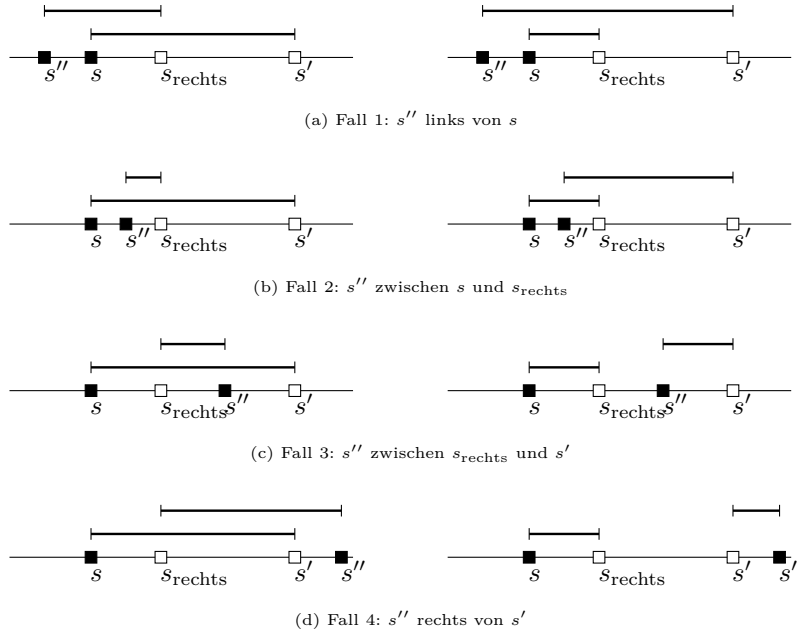 s′′ s s_rechts s′ s′′ s s_rechts s′
(a) Fall 1: s′′ links von s
s s′′ s_rechts s′ s s′′ s_rechts s′
(b) Fall 2: s′′ zwischen s und s_rechts
s s_rechts s′′ s′ s s_rechts s′′ s′
(c) Fall 3: s′′ zwischen s_rechts und s′
s s_rechts s′ s′′ s s_rechts s′ s′
(d) Fall 4: s′′ rechts von s′